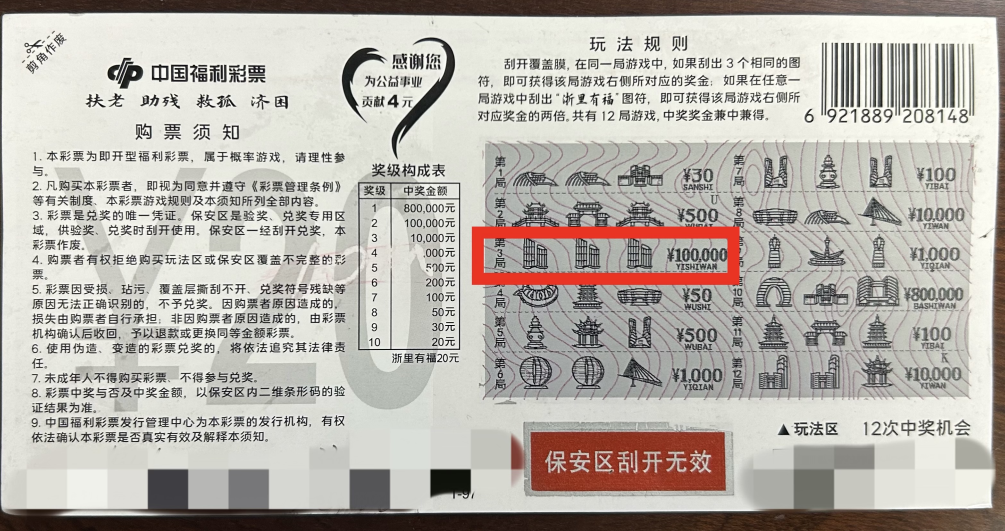 剪角作废
中国福利彩票
扶老 助残 救孤 济困
购票须知
1. 本彩票为即开型福利彩票，属于概率游戏，请理性参
与。
2. 凡购买本彩票者，即视为同意并遵守《彩票管理条例》
等有关制度、本彩票游戏规则及本须知所列全部内容。
3. 彩票是兑奖的唯一凭证。保安区是验奖、兑奖专用区
域，供验奖、兑奖时刮开使用。保安区一经刮开兑奖，本
彩票作废。
4. 购票者有权拒绝购买玩法区或保安区覆盖不完整的彩
票。
5. 彩票因受损、玷污、覆盖层撕刮不开、兑奖符号残缺等
原因无法正确识别的，不予兑奖。因购票者原因造成的，
损失由购票者自行承担；非因购票者原因造成的，由彩票
机构确认后收回，予以退款或更换同等金额彩票。
6. 使用伪造、变造的彩票兑奖的，将依法追究其法律责
任。
7. 未成年人不得购买彩票、不得参与兑奖。
8. 彩票中奖与否及中奖金额，以保安区内二维条形码的验
证结果为准。
9. 中国福利彩票发行管理中心为本彩票的发行机构，有权
依法确认本彩票是否真实有效及解释本须知。
¥20
感谢您
为公益事业
贡献4元
奖级构成表
奖级 中奖金额
1 800,000元
2 100,000元
3 10,000元
4 ,000元
5 500元
6 200元
7 100元
8 50元
9 30元
10 20元
浙里有福20元
玩法规则
刮开覆盖膜，在同一局游戏中，如果刮出3个相同的图
符，即可获得该局游戏右侧所对应的奖金；如果在任意一
局游戏中刮出“浙里有福”图符，即可获得该局游戏右侧所
对应奖金的两倍。共有12局游戏，中奖奖金兼中兼得。
6 921889 208148
第1局 ¥30 SANSHI
第2局 ¥500 WUBAI
第3局 ¥100,000 YISHIWAN
第4局 ¥50 WUSHI
第5局 ¥500 WUBAI
第6局 ¥1,000 YIQIAN
第7局 ¥100 YIBAI
¥10,000 YIWAN
¥1,000 YIQIAN
¥800,000 BASHIWAN
第11局 ¥100 YIBAI
第12局 ¥10,000 YIWAN
▲玩法区 12次中奖机会
保安区刮开无效